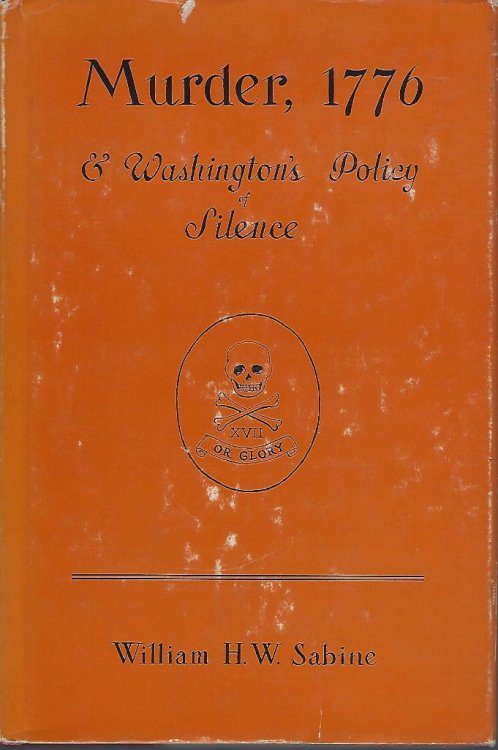 Murder, 1776
& Washington's Policy
of
Silence
XVII
OR GLORY
William H.W. Sabine